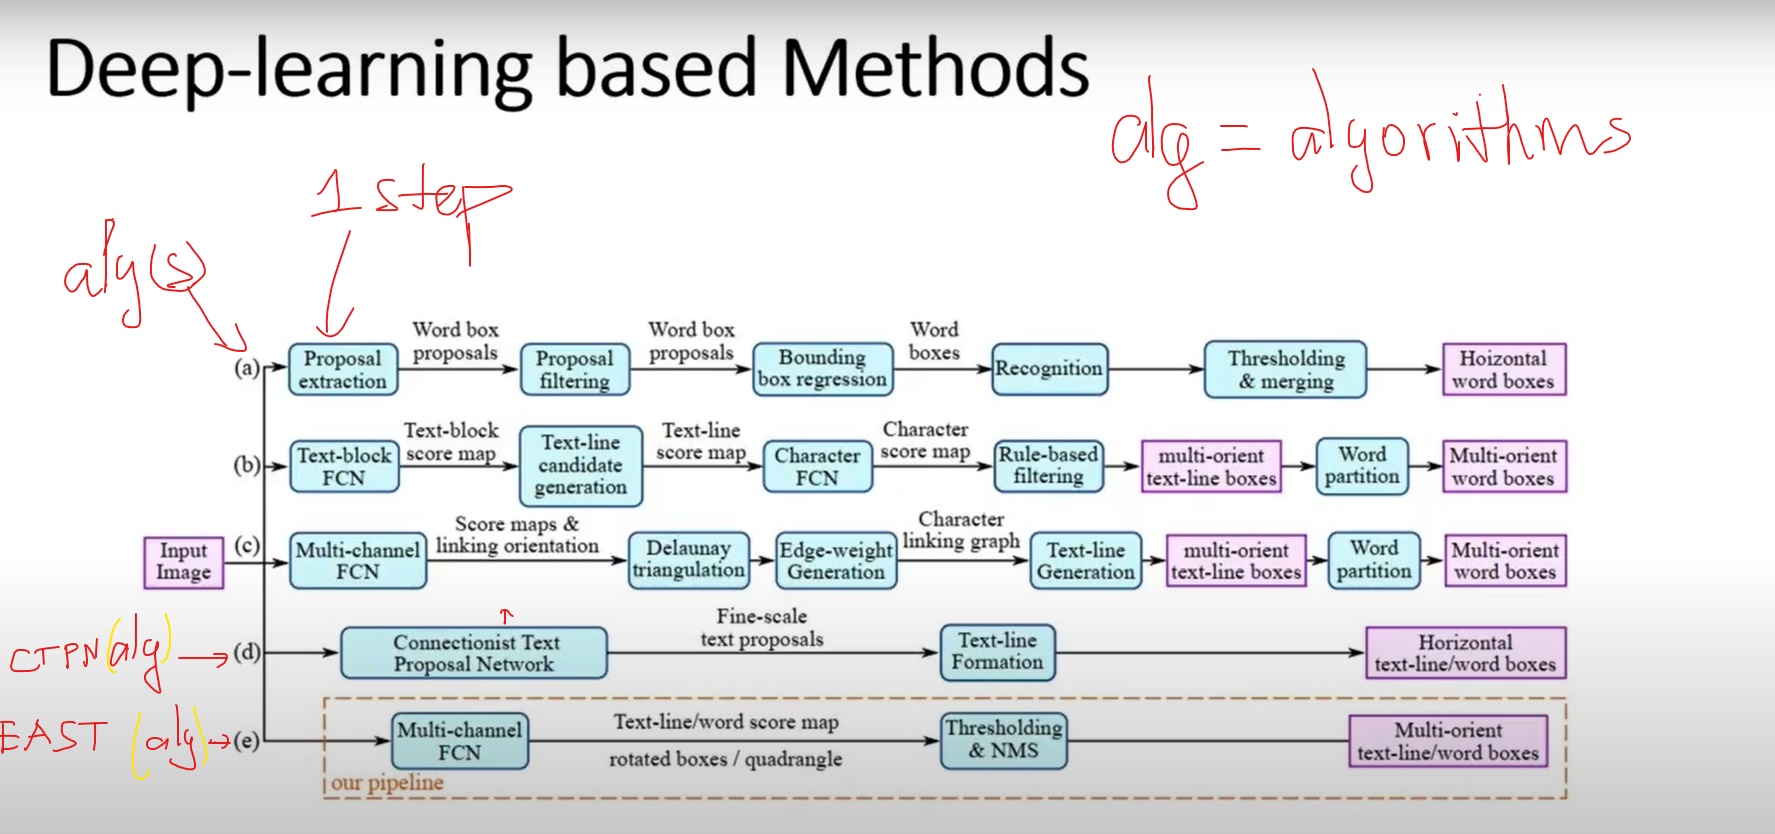 Deep-learning based Methods
alg = algorithms
1 step
alg(s)
(a)
Proposal
extraction
Word box
proposals
Proposal
filtering
Word box
proposals
Bounding
box regression
Word
boxes
Recognition
Thresholding
& merging
Hoizontal
word boxes
(b)
Text-block
FCN
Text-block
score map
Text-line
candidate
generation
Text-line
score map
Character
FCN
Character
score map
Rule-based
filtering
multi-orient
text-line boxes
Word
partition
Multi-orient
word boxes
Input
Image
(c)
Multi-channel
FCN
Score maps &
linking orientation
Delaunay
triangulation
Edge-weight
Generation
Character
linking graph
Text-line
Generation
multi-orient
text-line boxes
Word
partition
Multi-orient
word boxes
CTPN (alg)
(d)
Connectionist Text
Proposal Network
Fine-scale
text proposals
Text-line
Formation
Horizontal
text-line/word boxes
EAST (alg)
(e)
Multi-channel
FCN
Text-line/word score map
rotated boxes / quadrangle
Thresholding
& NMS
Multi-orient
text-line/word boxes
our pipeline